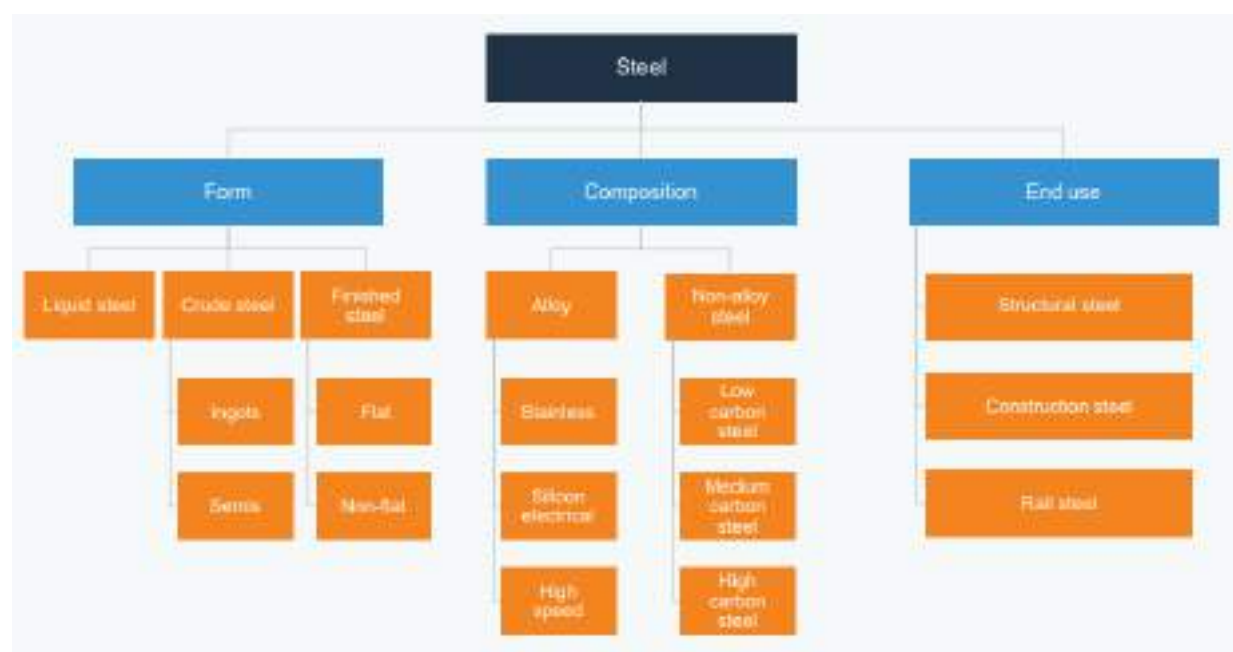 Steel
Form
Composition
End use
Liquid steel
Crude steel
Finished
steel
Alloy
Non-alloy
steel
Structural steel
Ingots
Flat
Stainless
Low
carbon
steel
Construction steel
Semis
Non-flat
Silicon
electrical
Medium
carbon
steel
Rail steel
High
speed
High
carbon
steel